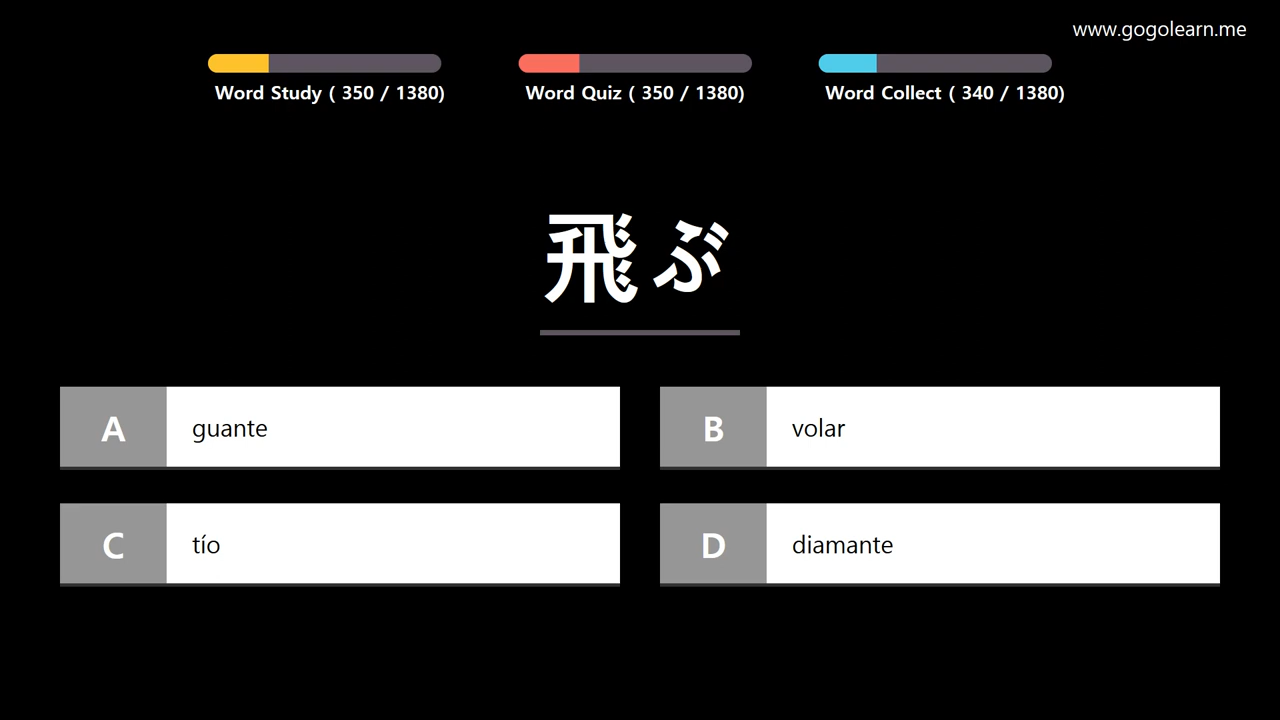 www.gogolearn.me
Word Study ( 350 / 1380)
Word Quiz ( 350 / 1380)
Word Collect ( 340 / 1380)
飛ぶ
A guante
B volar
C tío
D diamante